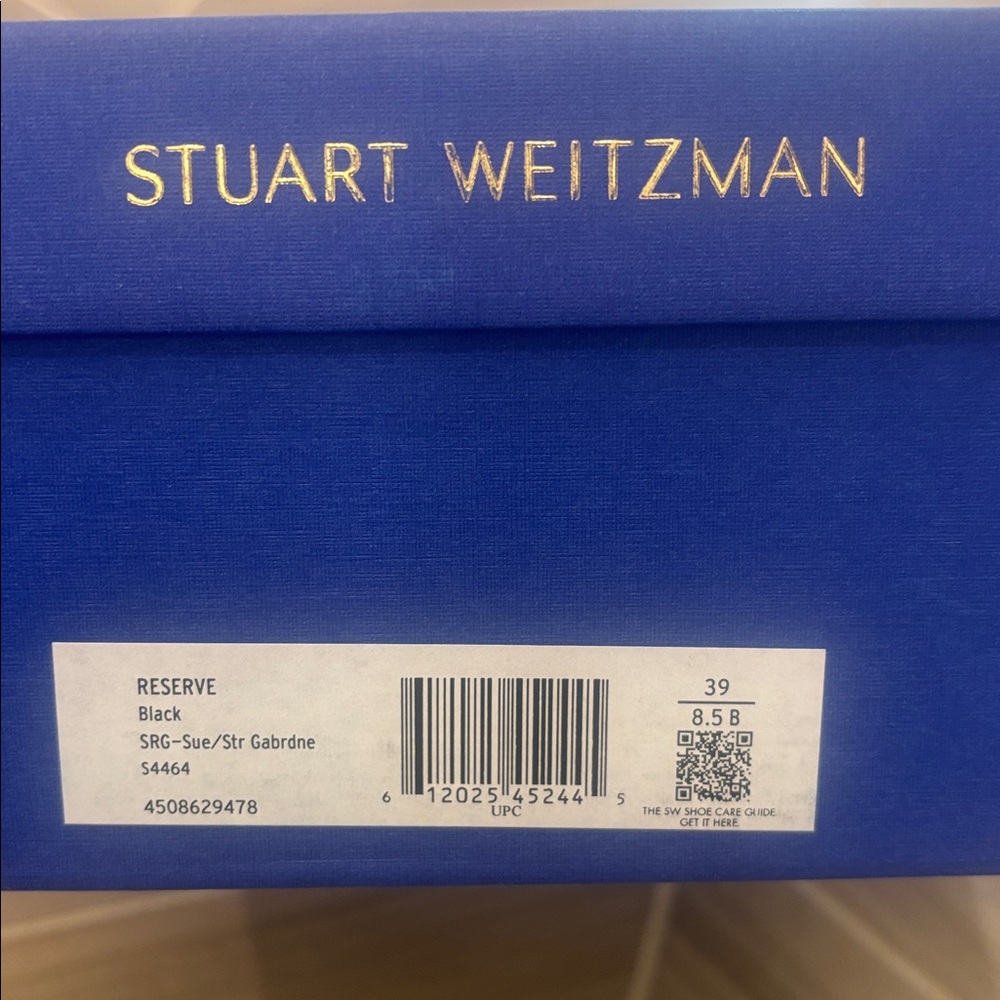 STUART WEITZMAN
RESERVE
Black
SRG-Sue/Str Gabrdne
S4464
4508629478
6 12025 45244 5
UPC
39
8.5 B
THE SW SHOE CARE GUIDE
GET IT HERE.